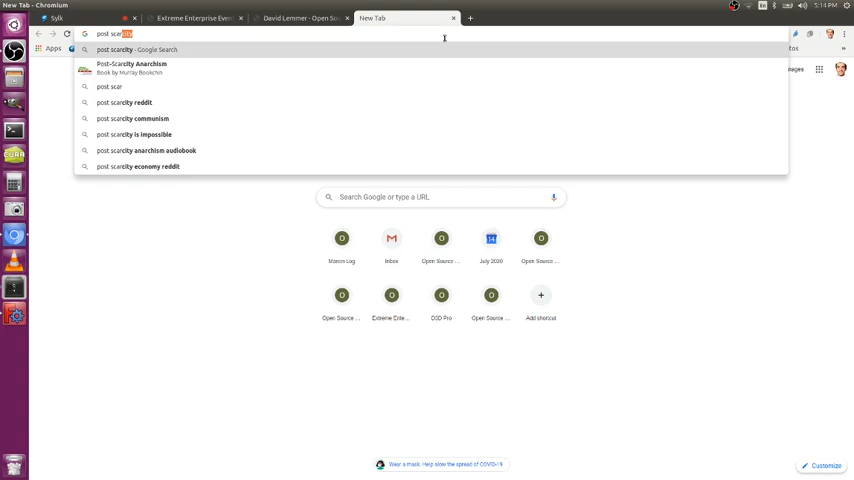 New Tab - Chromium
En
5:14 PM
Sylk
Extreme Enterprise Even
David Lemmer - Open So
New Tab
post scarcity
Apps
post scarcity - Google Search
Post-Scarcity Anarchism
Book by Murray Bookchin
post scar
post scarcity reddit
post scarcity communism
post scarcity is impossible
post scarcity anarchism audiobook
post scarcity economy reddit
Search Google or type a URL
14
Marcin Log
Inbox
Open Source ...
July 2020
Open Source ...
Open Source ...
Extreme Ente...
DSD Pro
Open Source ...
Add shortcut
Wear a mask. Help slow the spread of COVID-19
Customize